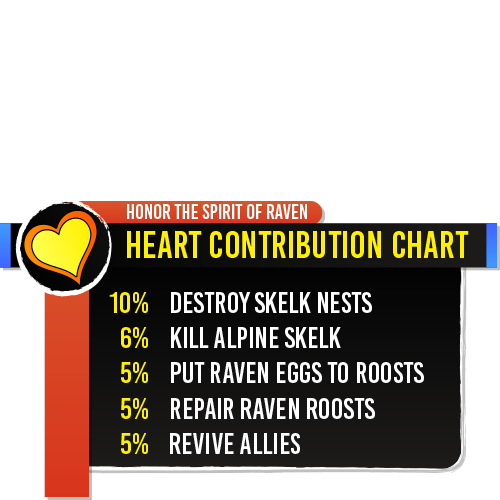 HONOR THE SPIRIT OF RAVEN
HEART CONTRIBUTION CHART
10% DESTROY SKELK NESTS
6% KILL ALPINE SKELK
5% PUT RAVEN EGGS TO ROOSTS
5% REPAIR RAVEN ROOSTS
5% REVIVE ALLIES